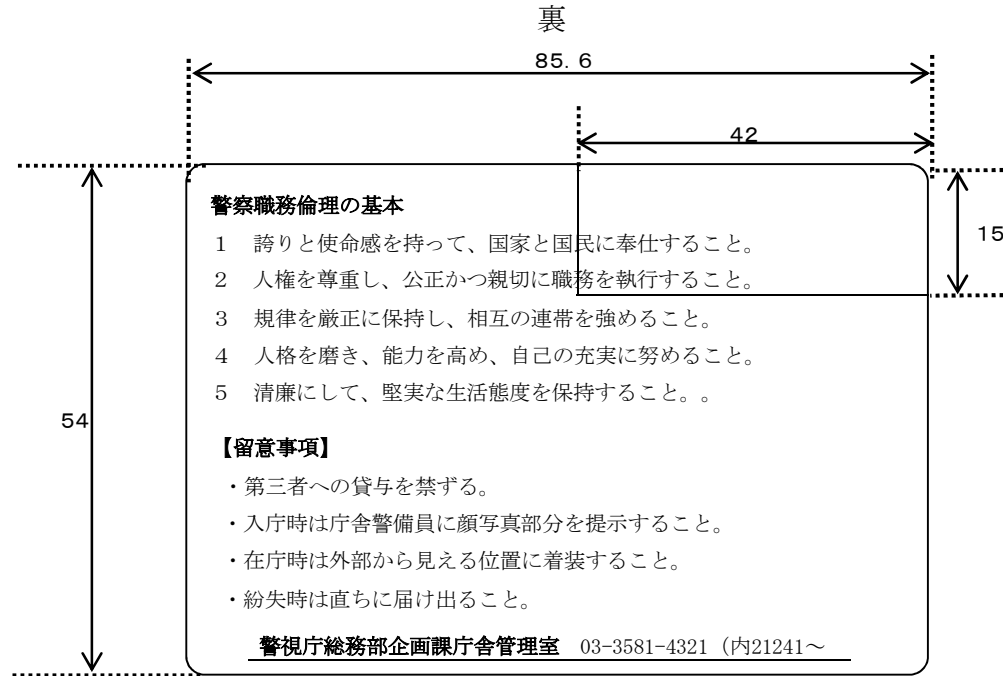 裏
85.6
42
15
54
警察職務倫理の基本
１　誇りと使命感を持って、国家と国民に奉仕すること。
２　人権を尊重し、公正かつ親切に職務を執行すること。
３　規律を厳正に保持し、相互の連帯を強めること。
４　人格を磨き、能力を高め、自己の充実に努めること。
５　清廉にして、堅実な生活態度を保持すること。。
【留意事項】
・第三者への貸与を禁ずる。
・入庁時は庁舎警備員に顔写真部分を提示すること。
・在庁時は外部から見える位置に着装すること。
・紛失時は直ちに届け出ること。
警視庁総務部企画課庁舎管理室　03-3581-4321（内21241～